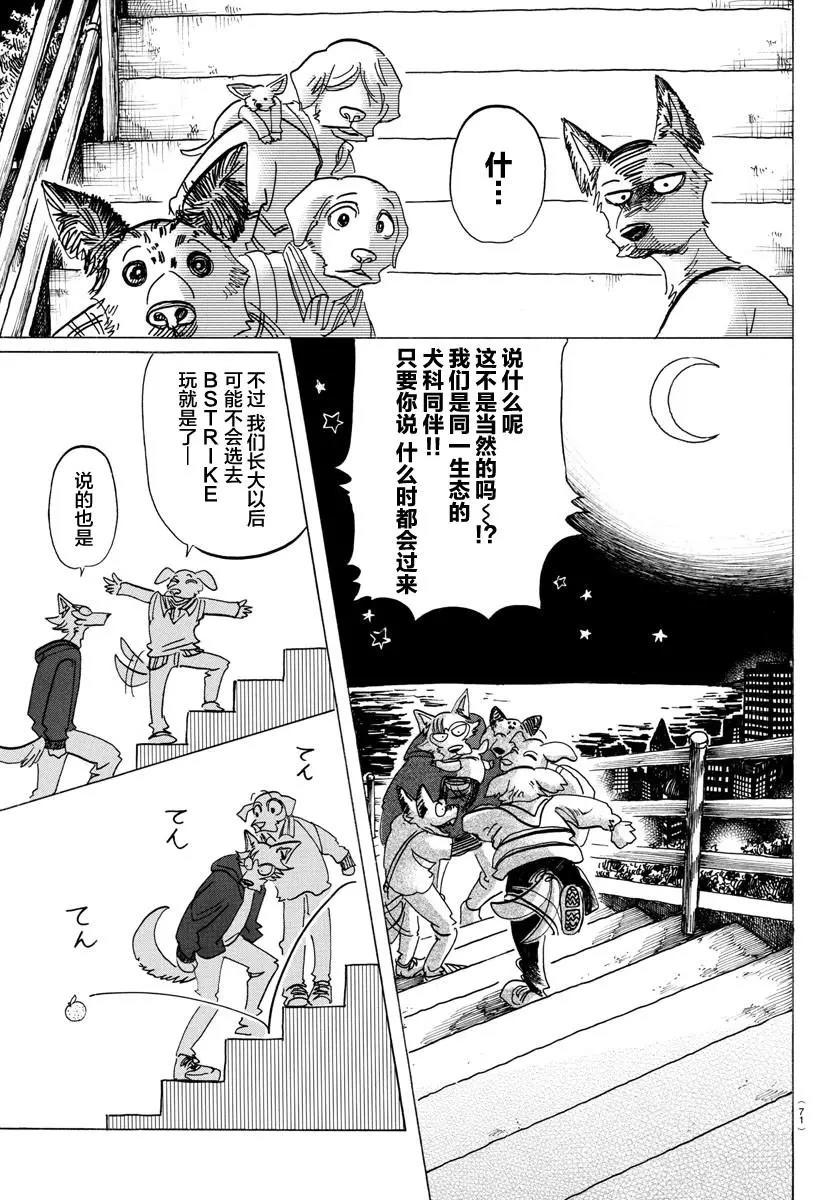 什…
说什么呢
这不是当然的吗～!?
我们是同一生态的
犬科同伴!!
只要你说 什么时都会过来
不过 我们长大以后
可能不会选去
BSTRIKE
玩就是了—
说的也是
てん
てん
てん
(71)